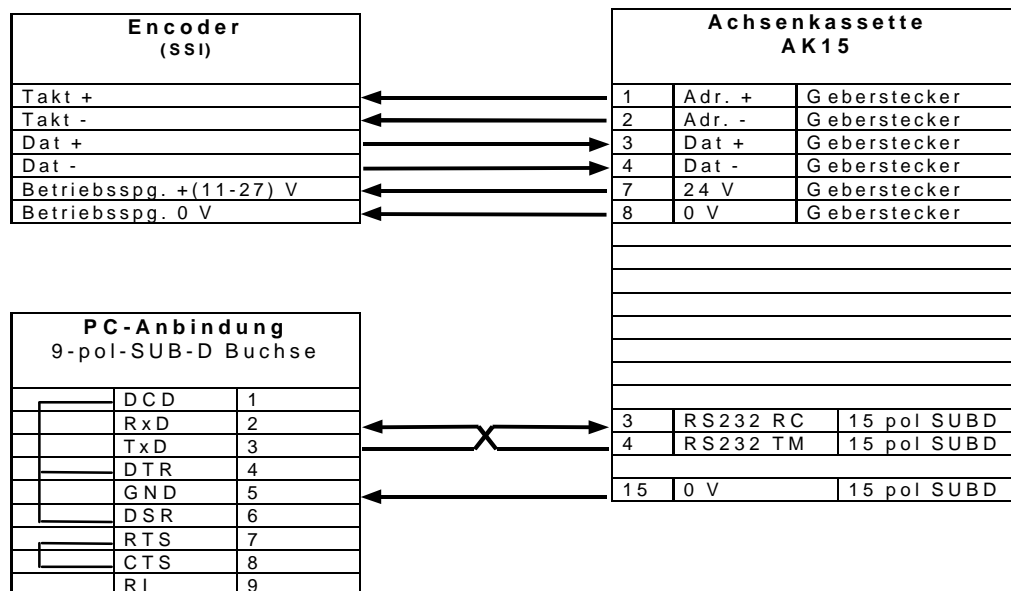 Encoder
(SSI)
Takt +
Takt -
Dat +
Dat -
Betriebsspg. +(11-27) V
Betriebsspg. 0 V
Achsenkassette
AK15
1 Adr. + Geberstecker
2 Adr. - Geberstecker
3 Dat + Geberstecker
4 Dat - Geberstecker
7 24 V Geberstecker
8 0 V Geberstecker
3 RS232 RC 15 pol SUBD
4 RS232 TM 15 pol SUBD
15 0 V 15 pol SUBD
PC-Anbindung
9-pol-SUB-D Buchse
DCD 1
RxD 2
TxD 3
DTR 4
GND 5
DSR 6
RTS 7
CTS 8
RI 9